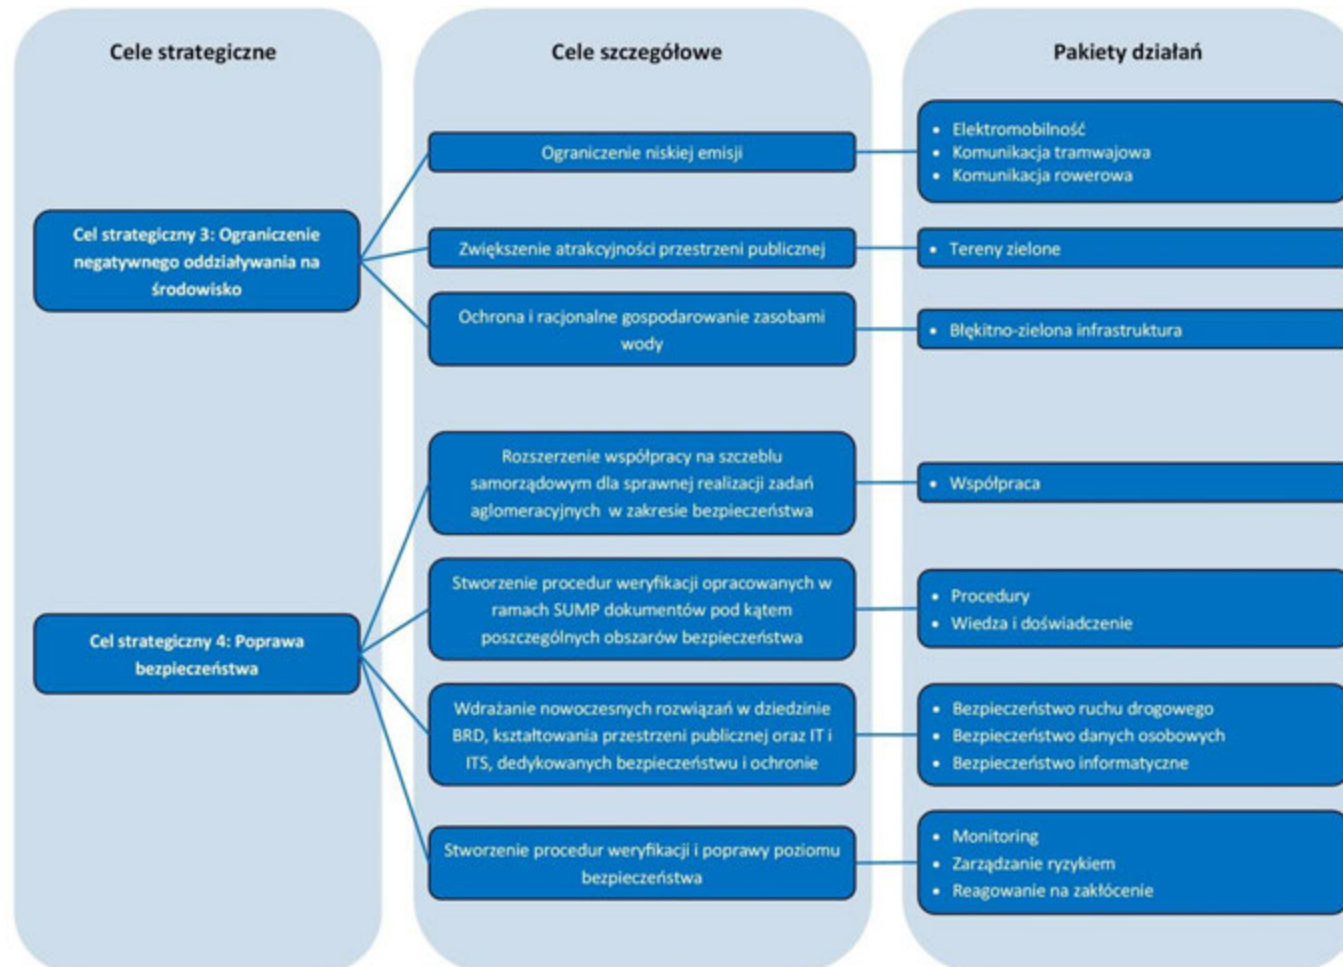 Cele strategiczne
Cele szczegółowe
Pakiety działań
Cel strategiczny 3: Ograniczenie
negatywnego oddziaływania na
środowisko
Ograniczenie niskiej emisji
• Elektromobilność
• Komunikacja tramwajowa
• Komunikacja rowerowa
Zwiększenie atrakcyjności przestrzeni publicznej
• Tereny zielone
Ochrona i racjonalne gospodarowanie zasobami
wody
• Błękitno-zielona infrastruktura
Cel strategiczny 4: Poprawa
bezpieczeństwa
Rozszerzenie współpracy na szczeblu
samorządowym dla sprawnej realizacji zadań
aglomeracyjnych w zakresie bezpieczeństwa
• Współpraca
Stworzenie procedur weryfikacji opracowanych w
ramach SUMP dokumentów pod kątem
poszczególnych obszarów bezpieczeństwa
• Procedury
• Wiedza i doświadczenie
Wdrażanie nowoczesnych rozwiązań w dziedzinie
BRD, kształtowania przestrzeni publicznej oraz IT i
ITS, dedykowanych bezpieczeństwu i ochronie
• Bezpieczeństwo ruchu drogowego
• Bezpieczeństwo danych osobowych
• Bezpieczeństwo informatyczne
Stworzenie procedur weryfikacji i poprawy poziomu
bezpieczeństwa
• Monitoring
• Zarządzanie ryzykiem
• Reagowanie na zakłócenie